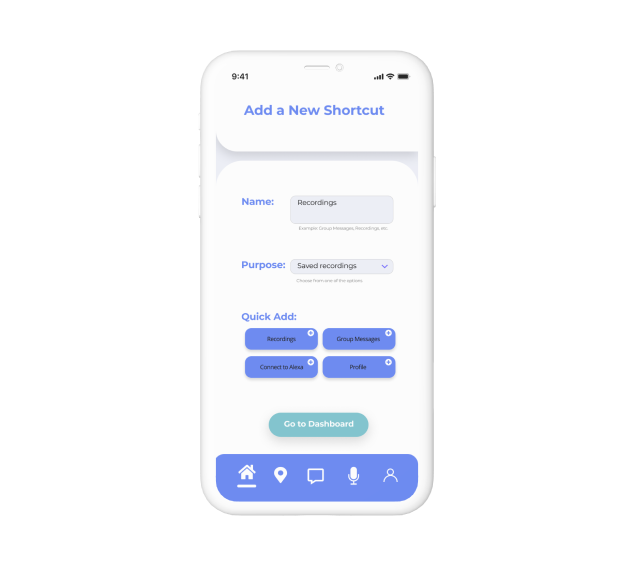 9:41
Add a New Shortcut
Name:
Recordings
Example: Group Messages, Recordings, etc.
Purpose:
Saved recordings
Choose from one of the options
Quick Add:
Recordings
Group Messages
Connect to Alexa
Profile
Go to Dashboard